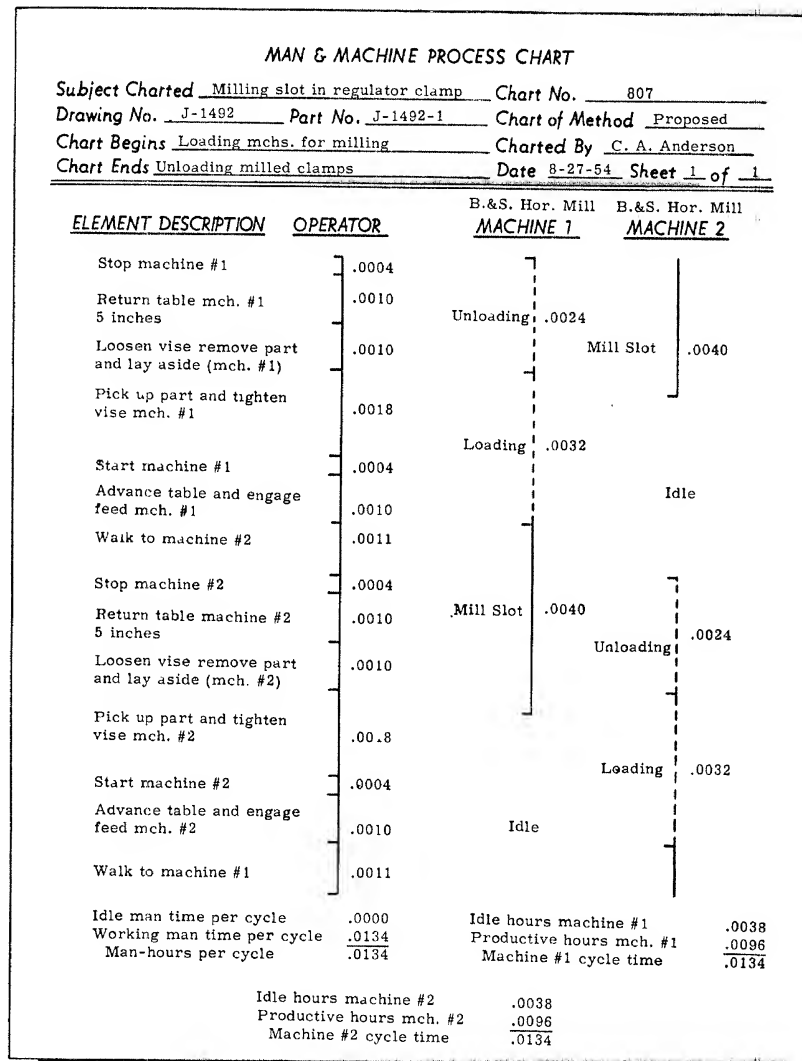 MAN & MACHINE PROCESS CHART
Subject Charted Milling slot in regulator clamp Chart No. 807
Drawing No. J-1492 Part No. J-1492-1 Chart of Method Proposed
Chart Begins Loading mchs. for milling Charted By C. A. Anderson
Chart Ends Unloading milled clamps Date 8-27-54 Sheet 1 of 1
B.&S. Hor. Mill B.&S. Hor. Mill
ELEMENT DESCRIPTION OPERATOR MACHINE 1 MACHINE 2
Stop machine #1 .0004
Return table mch. #1 .0010
5 inches
Unloading .0024
Loosen vise remove part .0010
and lay aside (mch. #1)
Mill Slot .0040
Pick up part and tighten
vise mch. #1 .0018
Loading .0032
Start machine #1 .0004
Idle
Advance table and engage
feed mch. #1 .0010
Walk to machine #2 .0011
Stop machine #2 .0004
Return table machine #2 .0010
5 inches
Mill Slot .0040
Unloading .0024
Loosen vise remove part .0010
and lay aside (mch. #2)
Pick up part and tighten
vise mch. #2 .00.8
Loading .0032
Start machine #2 .0004
Advance table and engage
feed mch. #2 .0010
Idle
Walk to machine #1 .0011
Idle man time per cycle .0000
Working man time per cycle .0134
Man-hours per cycle .0134
Idle hours machine #1 .0038
Productive hours mch. #1 .0096
Machine #1 cycle time .0134
Idle hours machine #2 .0038
Productive hours mch. #2 .0096
Machine #2 cycle time .0134